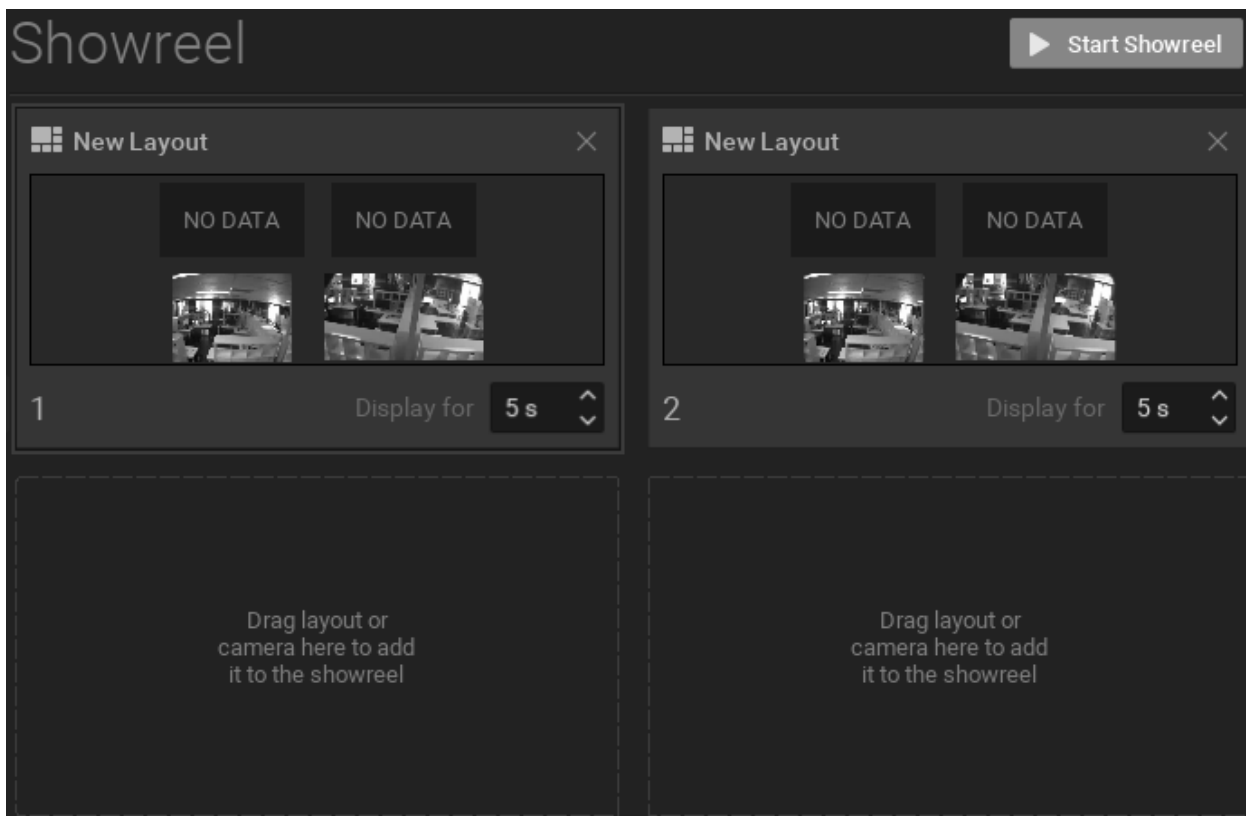 Showreel
Start Showreel
New Layout
NO DATA NO DATA
1 Display for 5 s
New Layout
NO DATA NO DATA
2 Display for 5 s
Drag layout or
camera here to add
it to the showreel
Drag layout or
camera here to add
it to the showreel